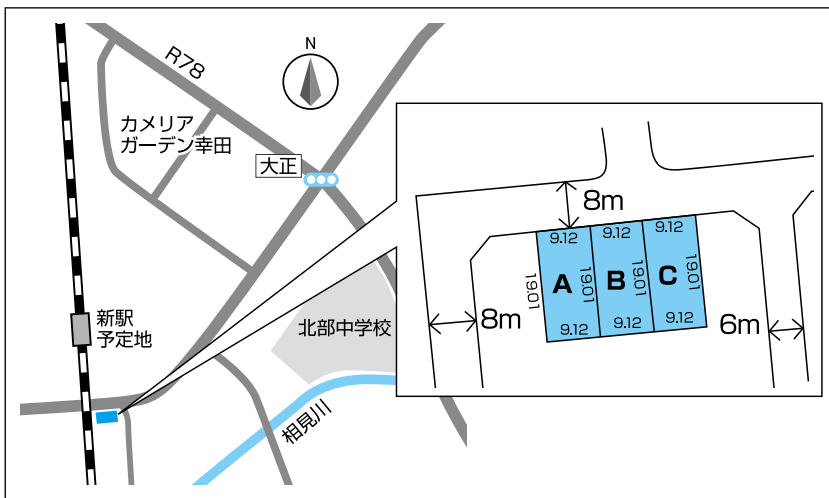 N
R78
カメリア
ガーデン幸田
大正
新駅
予定地
北部中学校
相見川
8m
9.12
9.12
9.12
19.01
A
19.01
B
19.01
C
19.01
9.12
9.12
9.12
8m
6m